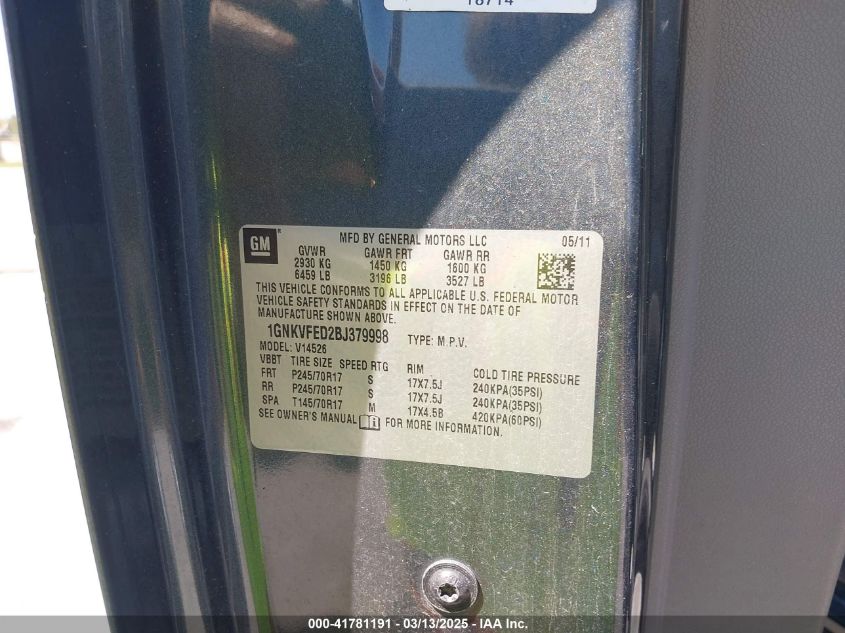 18714
GM
MFD BY GENERAL MOTORS LLC 05/11
GVWR GAWR FRT GAWR RR
2930 KG 1450 KG 1600 KG
6459 LB 3196 LB 3527 LB
THIS VEHICLE CONFORMS TO ALL APPLICABLE U.S. FEDERAL MOTOR
VEHICLE SAFETY STANDARDS IN EFFECT ON THE DATE OF
MANUFACTURE SHOWN ABOVE.
1GNKVFED2BJ379998 TYPE: M.P.V.
MODEL: V14526
VBBT TIRE SIZE SPEED RTG RIM COLD TIRE PRESSURE
FRT P245/70R17 S 17X7.5J 240KPA(35PSI)
RR P245/70R17 S 17X7.5J 240KPA(35PSI)
SPA T145/70R17 M 17X4.5B 420KPA(60PSI)
SEE OWNER'S MANUAL FOR MORE INFORMATION.
000-41781191 - 03/13/2025 - IAA Inc.